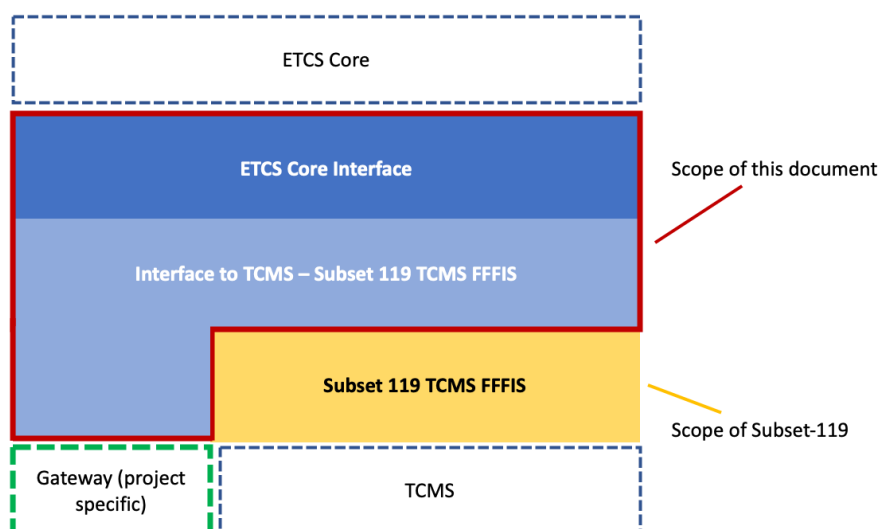 ETCS Core
ETCS Core Interface
Scope of this document
Interface to TCMS – Subset 119 TCMS FFFIS
Subset 119 TCMS FFFIS
Scope of Subset-119
Gateway (project
specific)
TCMS